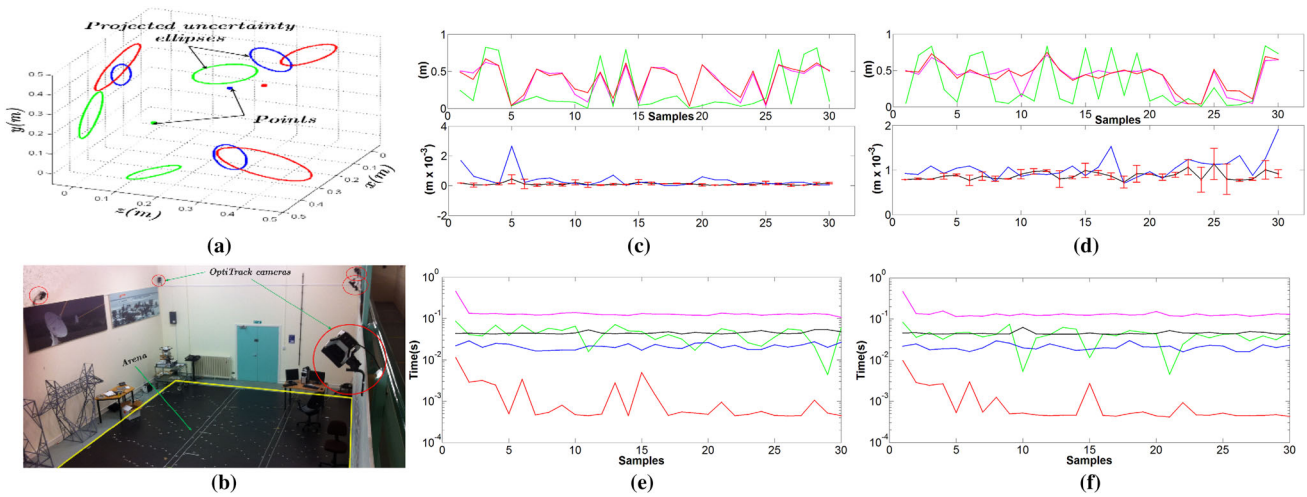 Projected uncertainty
ellipses
Points
y(m)
0.5
0.4
0.3
0.2
0.1
0
0
0.1
0.2
0.3
0.4
0.5
z(m)
0
0.1
0.2
0.3
0.4
0.5
x(m)
(a)
OptiTrack cameras
Arena
(b)
(m)
1
0.5
0
0 5 10 15 20 25 30
Samples
(m x 10⁻³)
4
2
0
-2
0 5 10 15 20 25 30
(c)
(m)
1
0.5
0
0 5 10 15 20 25 30
Samples
(m x 10⁻³)
2
1
0
0 5 10 15 20 25 30
(d)
Time(s)
10⁰
10⁻¹
10⁻²
10⁻³
10⁻⁴
0 5 10 15 20 25 30
Samples
(e)
Time(s)
10⁰
10⁻¹
10⁻²
10⁻³
10⁻⁴
0 5 10 15 20 25 30
Samples
(f)